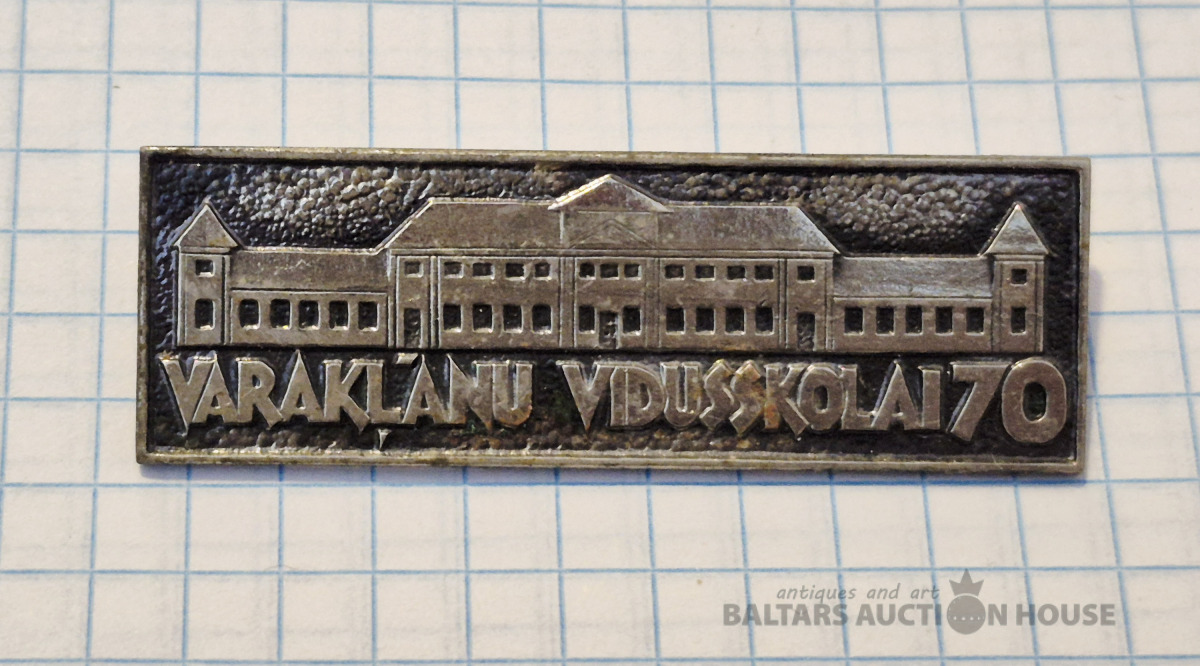 VARAKĻĀNU VIDUSSKOLAI 70
antiques and art
BALTARS AUCTION HOUSE